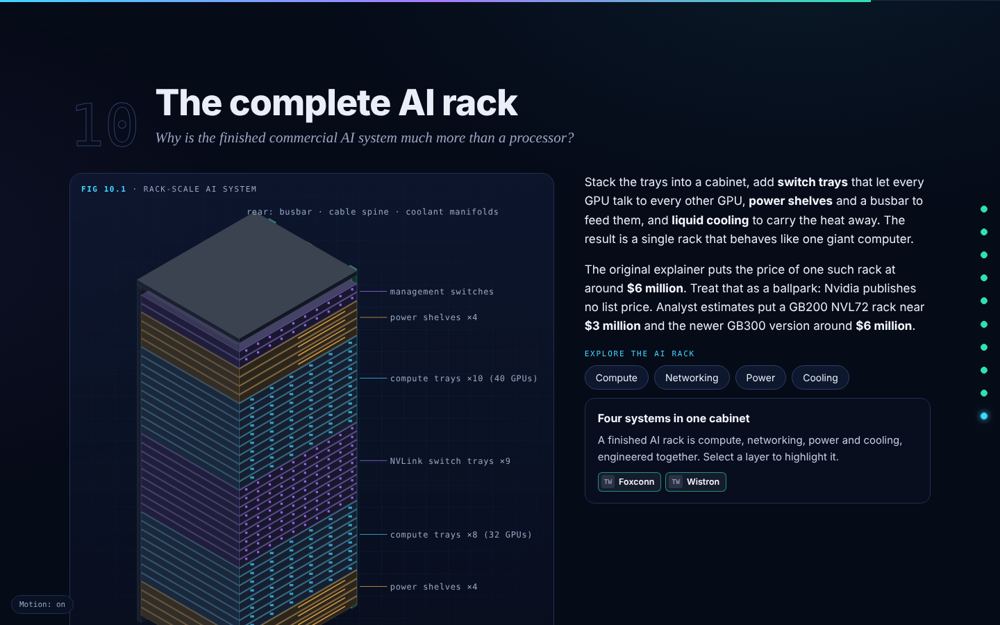 10
The complete AI rack
Why is the finished commercial AI system much more than a processor?
FIG 10.1 · RACK-SCALE AI SYSTEM
rear: busbar · cable spine · coolant manifolds
management switches
power shelves ×4
compute trays ×10 (40 GPUs)
NVLink switch trays ×9
compute trays ×8 (32 GPUs)
power shelves ×4
Stack the trays into a cabinet, add switch trays that let every
GPU talk to every other GPU, power shelves and a busbar to
feed them, and liquid cooling to carry the heat away. The
result is a single rack that behaves like one giant computer.
The original explainer puts the price of one such rack at
around $6 million. Treat that as a ballpark: Nvidia publishes
no list price. Analyst estimates put a GB200 NVL72 rack near
$3 million and the newer GB300 version around $6 million.
EXPLORE THE AI RACK
Compute Networking Power Cooling
Four systems in one cabinet
A finished AI rack is compute, networking, power and cooling,
engineered together. Select a layer to highlight it.
TW Foxconn TW Wistron
Motion: on